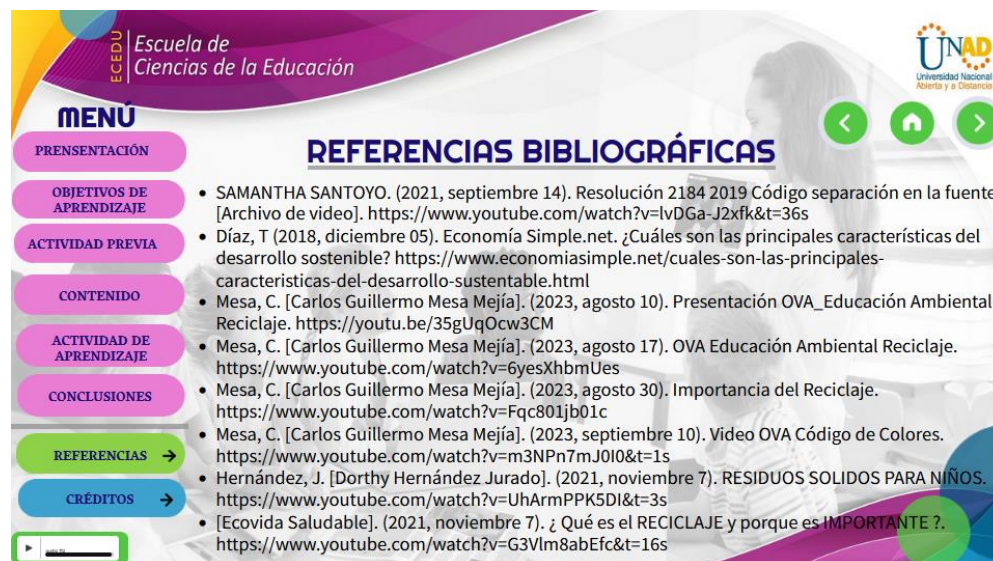 ECEDU
Escuela de
Ciencias de la Educación
UNAD
Universidad Nacional
Abierta y a Distancia
MENÚ
PRENSENTACIÓN
OBJETIVOS DE
APRENDIZAJE
ACTIVIDAD PREVIA
CONTENIDO
ACTIVIDAD DE
APRENDIZAJE
CONCLUSIONES
REFERENCIAS
CRÉDITOS
REFERENCIAS BIBLIOGRÁFICAS
• SAMANTHA SANTOYO. (2021, septiembre 14). Resolución 2184 2019 Código separación en la fuente
[Archivo de video]. https://www.youtube.com/watch?v=lvDGa-J2xfk&t=36s
• Díaz, T (2018, diciembre 05). Economía Simple.net. ¿Cuáles son las principales características del
desarrollo sostenible? https://www.economiasimple.net/cuales-son-las-principales-
caracteristicas-del-desarrollo-sustentable.html
• Mesa, C. [Carlos Guillermo Mesa Mejía]. (2023, agosto 10). Presentación OVA_Educación Ambiental
Reciclaje. https://youtu.be/35gUqOcw3CM
• Mesa, C. [Carlos Guillermo Mesa Mejía]. (2023, agosto 17). OVA Educación Ambiental Reciclaje.
https://www.youtube.com/watch?v=6yesXhbmUes
• Mesa, C. [Carlos Guillermo Mesa Mejía]. (2023, agosto 30). Importancia del Reciclaje.
https://www.youtube.com/watch?v=Fqc801jb01c
• Mesa, C. [Carlos Guillermo Mesa Mejía]. (2023, septiembre 10). Video OVA Código de Colores.
https://www.youtube.com/watch?v=m3NPn7mJ0I0&t=1s
• Hernández, J. [Dorthy Hernández Jurado]. (2021, noviembre 7). RESIDUOS SOLIDOS PARA NIÑOS.
https://www.youtube.com/watch?v=UhArmPPK5DI&t=3s
• [Ecovida Saludable]. (2021, noviembre 7). ¿ Qué es el RECICLAJE y porque es IMPORTANTE ?.
https://www.youtube.com/watch?v=G3Vlm8abEfc&t=16s